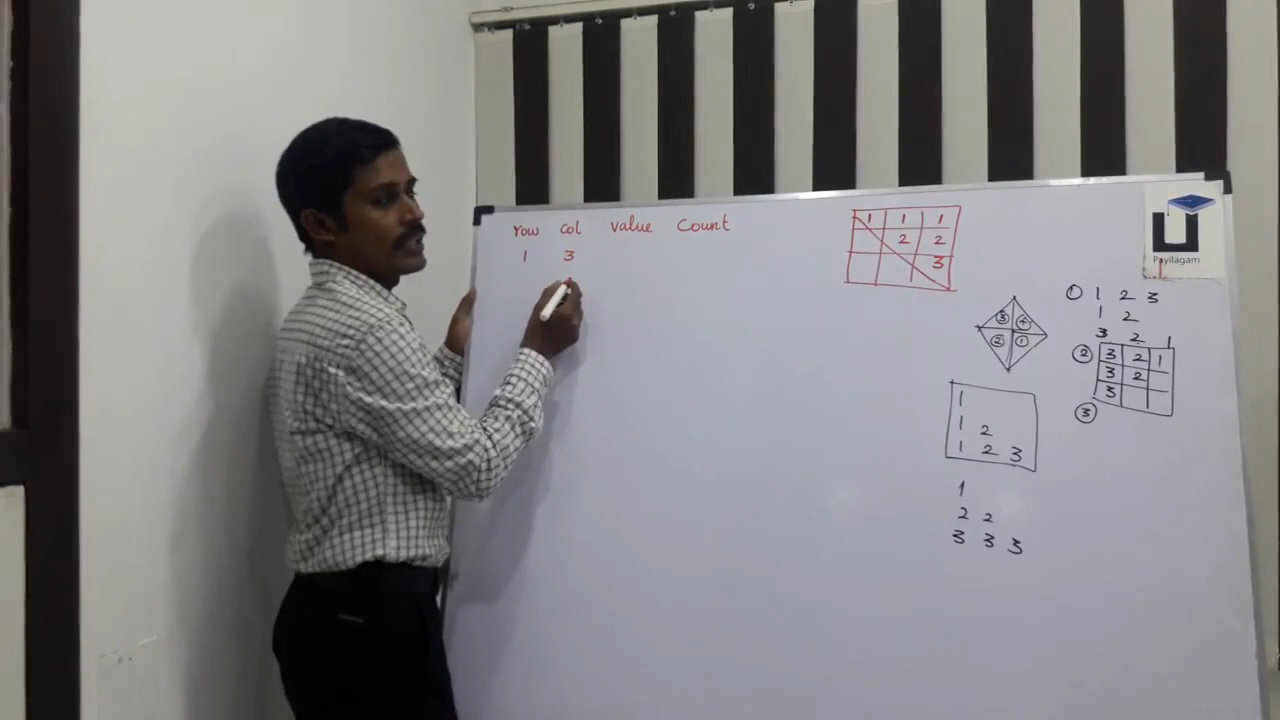 Row Col Value Count
1 3
1 1 1
2 2
3
Payilagam
① 1 2 3
1 2
3 2 1
② 3 2 1
3 2
3
③
③ ④
② ①
1
1 2
1 2 3
1
2 2
3 3 3